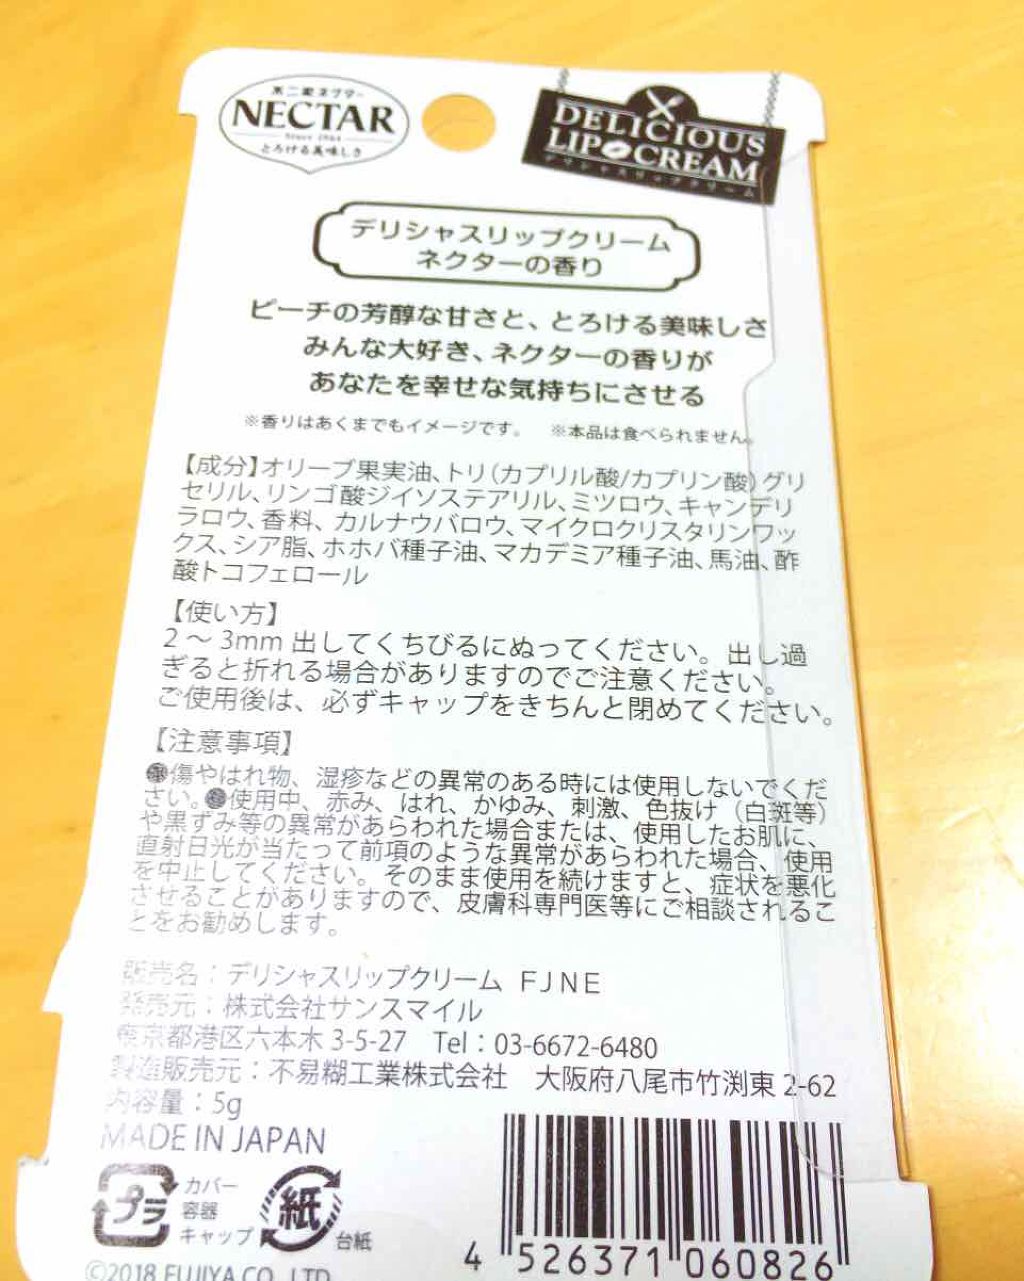 不二家ネクター
NECTAR
Since 1964
とろける美味しさ
DELICIOUS
LIP CREAM
デリシャスリップクリーム
デリシャスリップクリーム
ネクターの香り
ピーチの芳醇な甘さと、とろける美味しさ
みんな大好き、ネクターの香りが
あなたを幸せな気持ちにさせる
※香りはあくまでもイメージです。 ※本品は食べられません。
【成分】オリーブ果実油、トリ(カプリル酸/カプリン酸)グリ
セリル、リンゴ酸ジイソステアリル、ミツロウ、キャンデリ
ラロウ、香料、カルナウバロウ、マイクロクリスタリンワッ
クス、シア脂、ホホバ種子油、マカデミア種子油、馬油、酢
酸トコフェロール
【使い方】
2～3mm 出してくちびるにぬってください。出し過
ぎると折れる場合がありますのでご注意ください。
ご使用後は、必ずキャップをきちんと閉めてください。
【注意事項】
●傷やはれ物、湿疹などの異常のある時には使用しないでくだ
さい。●使用中、赤み、はれ、かゆみ、刺激、色抜け（白斑等）
や黒ずみ等の異常があらわれた場合または、使用したお肌に、
直射日光が当たって前項のような異常があらわれた場合、使用
を中止してください。そのまま使用を続けますと、症状を悪化
させることがありますので、皮膚科専門医等にご相談されるこ
とをお勧めします。
販売名：デリシャスリップクリーム FJNE
発売元：株式会社サンスマイル
東京都港区六本木 3-5-27 Tel：03-6672-6480
製造販売元：不易糊工業株式会社 大阪府八尾市竹渕東 2-62
内容量：5g
MADE IN JAPAN
プラ
カバー
容器
キャップ
紙
台紙
4 526371 060826
©2018 FUJIYA CO., LTD.